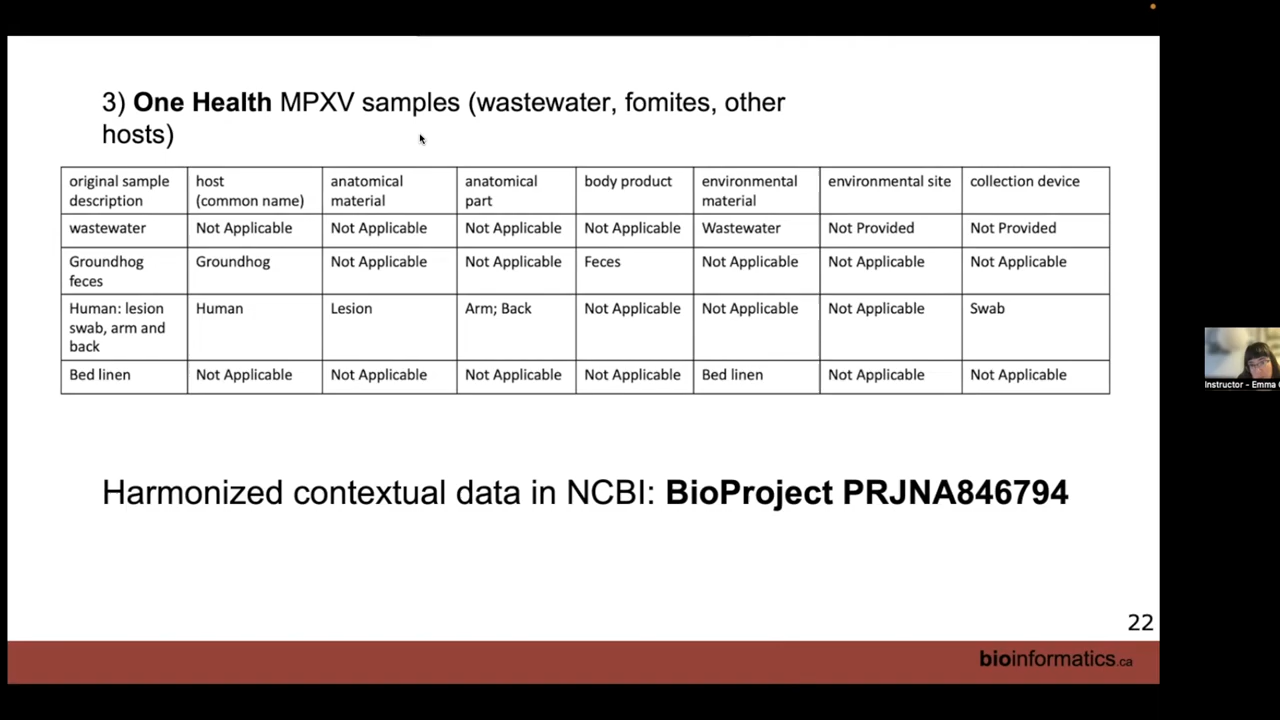 3) One Health MPXV samples (wastewater, fomites, other
hosts)
original sample description | host (common name) | anatomical material | anatomical part | body product | environmental material | environmental site | collection device
wastewater | Not Applicable | Not Applicable | Not Applicable | Not Applicable | Wastewater | Not Provided | Not Provided
Groundhog feces | Groundhog | Not Applicable | Not Applicable | Feces | Not Applicable | Not Applicable | Not Applicable
Human: lesion swab, arm and back | Human | Lesion | Arm; Back | Not Applicable | Not Applicable | Not Applicable | Swab
Bed linen | Not Applicable | Not Applicable | Not Applicable | Not Applicable | Bed linen | Not Applicable | Not Applicable
Harmonized contextual data in NCBI: BioProject PRJNA846794
22
bioinformatics.ca
Instructor - Emma